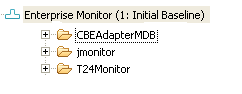 Enterprise Monitor (1: Initial Baseline)
CBEAdapterMDB
jmonitor
T24Monitor